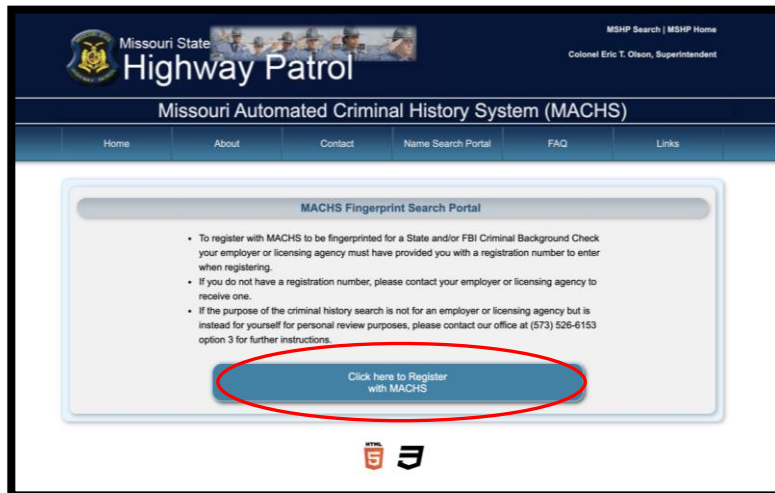 MSHP Search | MSHP Home
Missouri State
Highway Patrol
Colonel Eric T. Olson, Superintendent
Missouri Automated Criminal History System (MACHS)
Home About Contact Name Search Portal FAQ Links
MACHS Fingerprint Search Portal
• To register with MACHS to be fingerprinted for a State and/or FBI Criminal Background Check
your employer or licensing agency must have provided you with a registration number to enter
when registering.
• If you do not have a registration number, please contact your employer or licensing agency to
receive one.
• If the purpose of the criminal history search is not for an employer or licensing agency but is
instead for yourself for personal review purposes, please contact our office at (573) 526-6153
option 3 for further instructions.
Click here to Register
with MACHS
HTML
5 3